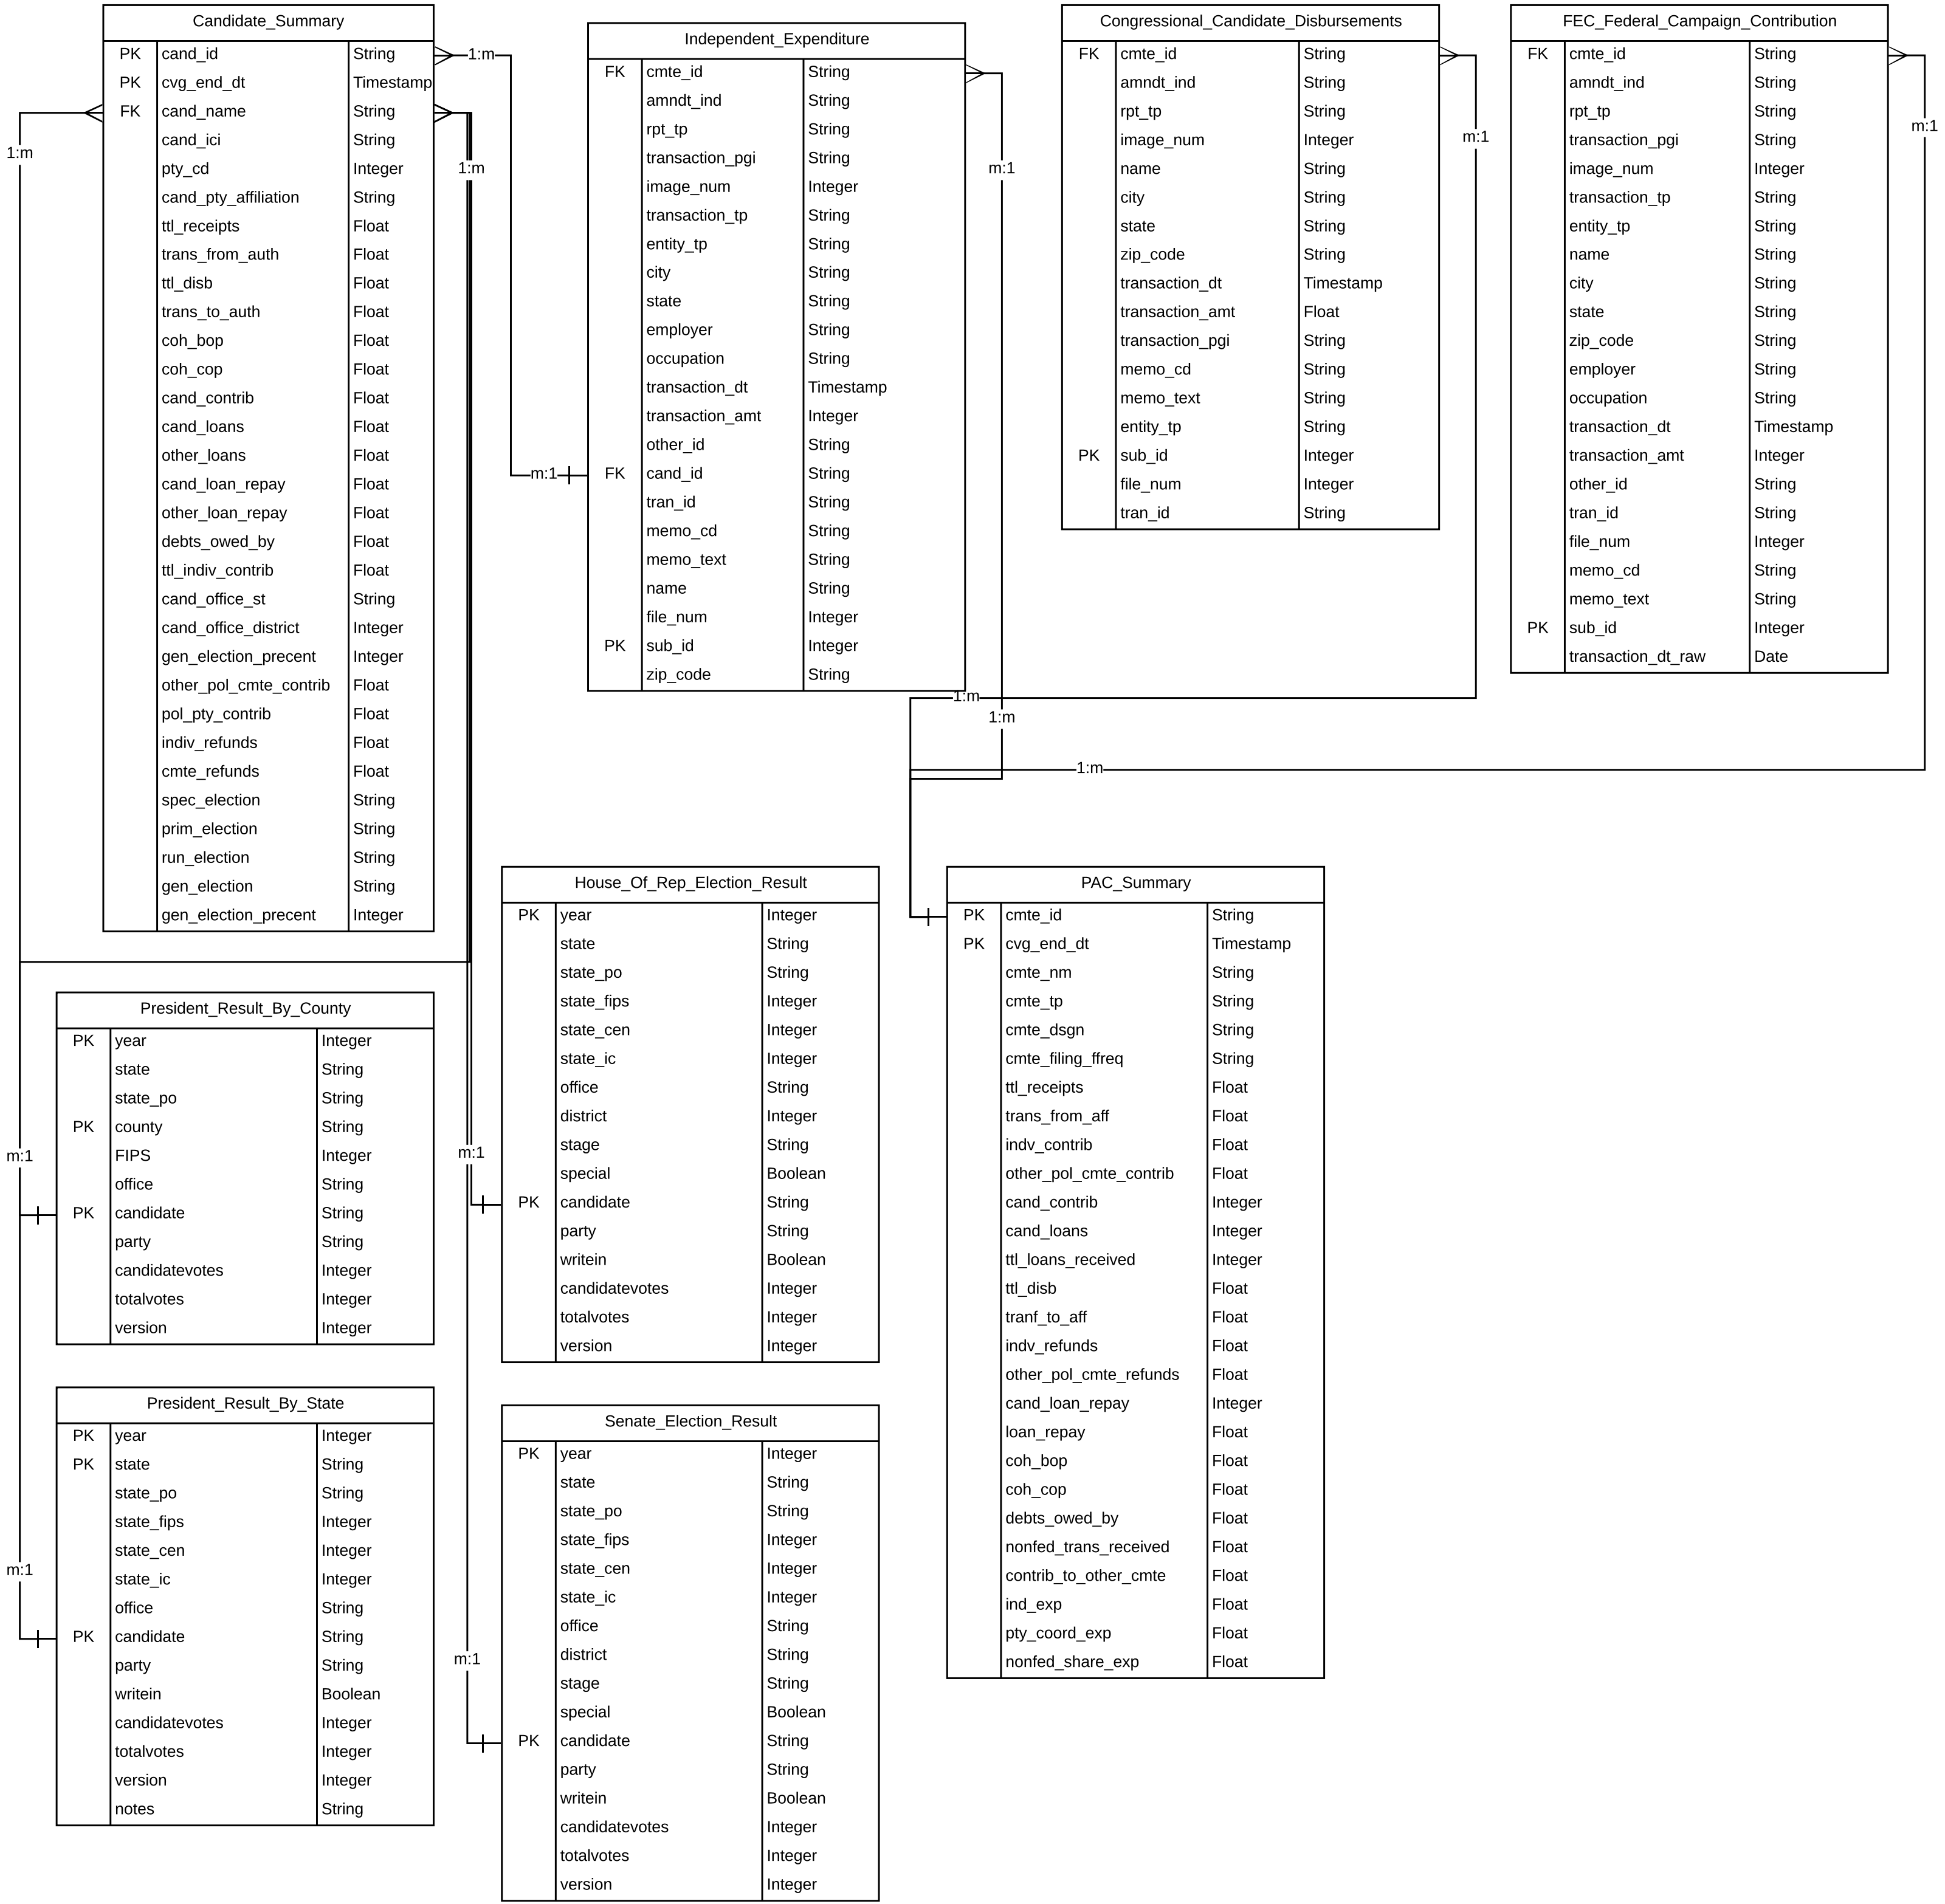 Candidate_Summary
PK cand_id String
PK cvg_end_dt Timestamp
FK cand_name String
cand_ici String
pty_cd Integer
cand_pty_affiliation String
ttl_receipts Float
trans_from_auth Float
ttl_disb Float
trans_to_auth Float
coh_bop Float
coh_cop Float
cand_contrib Float
cand_loans Float
other_loans Float
cand_loan_repay Float
other_loan_repay Float
debts_owed_by Float
ttl_indiv_contrib Float
cand_office_st String
cand_office_district Integer
gen_election_precent Integer
other_pol_cmte_contrib Float
pol_pty_contrib Float
indiv_refunds Float
cmte_refunds Float
spec_election String
prim_election String
run_election String
gen_election String
gen_election_precent Integer
1:m
1:m
1:m
m:1
Independent_Expenditure
FK cmte_id String
amndt_ind String
rpt_tp String
transaction_pgi String
image_num Integer
transaction_tp String
entity_tp String
city String
state String
employer String
occupation String
transaction_dt Timestamp
transaction_amt Integer
other_id String
FK cand_id String
tran_id String
memo_cd String
memo_text String
name String
file_num Integer
PK sub_id Integer
zip_code String
m:1
Congressional_Candidate_Disbursements
FK cmte_id String
amndt_ind String
rpt_tp String
image_num Integer
name String
city String
state String
zip_code String
transaction_dt Timestamp
transaction_amt Float
transaction_pgi String
memo_cd String
memo_text String
entity_tp String
PK sub_id Integer
file_num Integer
tran_id String
m:1
FEC_Federal_Campaign_Contribution
FK cmte_id String
amndt_ind String
rpt_tp String
transaction_pgi String
image_num Integer
transaction_tp String
entity_tp String
name String
city String
state String
zip_code String
employer String
occupation String
transaction_dt Timestamp
transaction_amt Integer
other_id String
tran_id String
file_num Integer
memo_cd String
memo_text String
PK sub_id Integer
transaction_dt_raw Date
m:1
1:m
1:m
1:m
President_Result_By_County
PK year Integer
state String
state_po String
PK county String
FIPS Integer
office String
PK candidate String
party String
candidatevotes Integer
totalvotes Integer
version Integer
m:1
President_Result_By_State
PK year Integer
PK state String
state_po String
state_fips Integer
state_cen Integer
state_ic Integer
office String
PK candidate String
party String
writein Boolean
candidatevotes Integer
totalvotes Integer
version Integer
notes String
m:1
House_Of_Rep_Election_Result
PK year Integer
state String
state_po String
state_fips Integer
state_cen Integer
state_ic Integer
office String
district Integer
stage String
special Boolean
PK candidate String
party String
writein Boolean
candidatevotes Integer
totalvotes Integer
version Integer
m:1
Senate_Election_Result
PK year Integer
state String
state_po String
state_fips Integer
state_cen Integer
state_ic Integer
office String
district String
stage String
special Boolean
PK candidate String
party String
writein Boolean
candidatevotes Integer
totalvotes Integer
version Integer
m:1
PAC_Summary
PK cmte_id String
PK cvg_end_dt Timestamp
cmte_nm String
cmte_tp String
cmte_dsgn String
cmte_filing_ffreq String
ttl_receipts Float
trans_from_aff Float
indv_contrib Float
other_pol_cmte_contrib Float
cand_contrib Integer
cand_loans Integer
ttl_loans_received Integer
ttl_disb Float
tranf_to_aff Float
indv_refunds Float
other_pol_cmte_refunds Float
cand_loan_repay Integer
loan_repay Float
coh_bop Float
coh_cop Float
debts_owed_by Float
nonfed_trans_received Float
contrib_to_other_cmte Float
ind_exp Float
pty_coord_exp Float
nonfed_share_exp Float